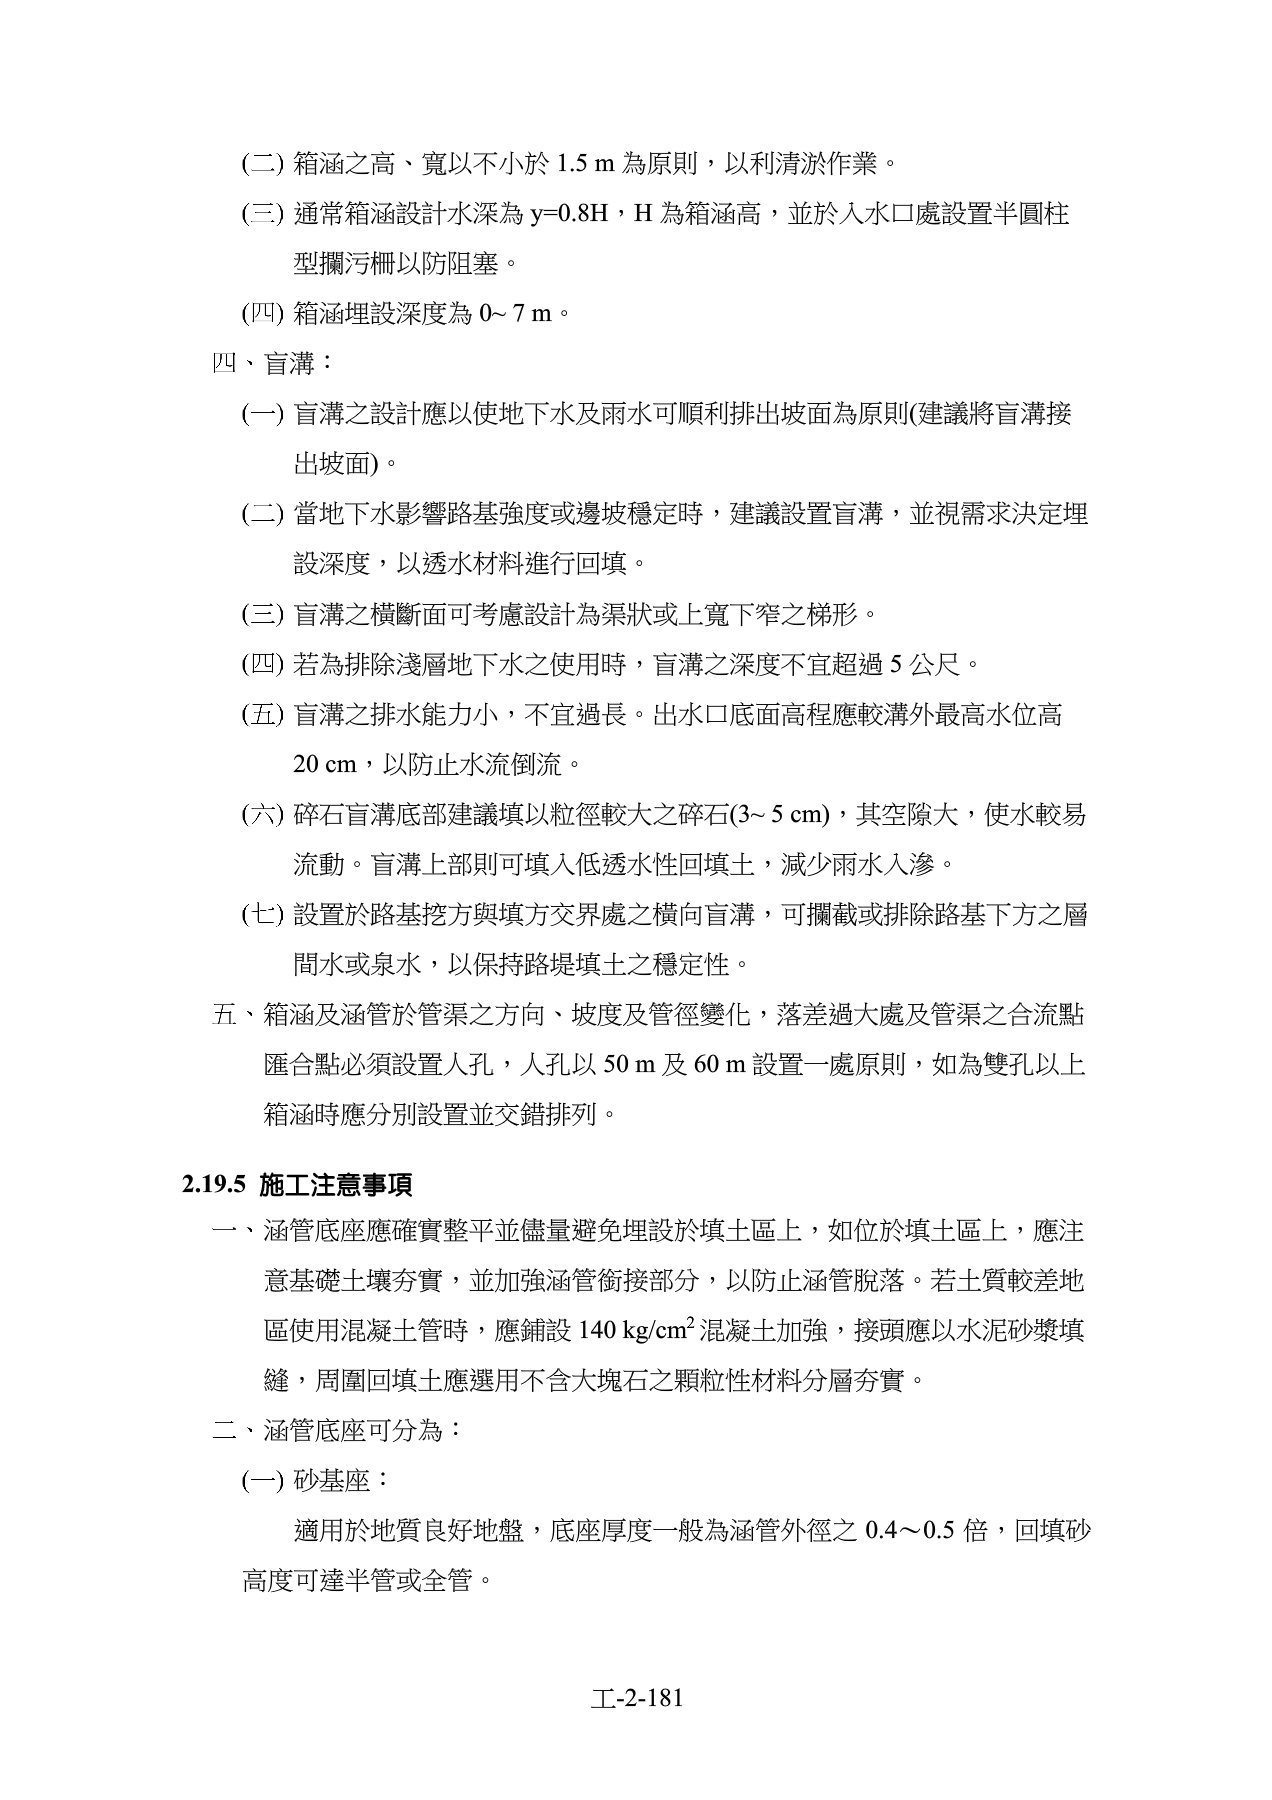 (二) 箱涵之高、寬以不小於 1.5 m 為原則，以利清淤作業。
(三) 通常箱涵設計水深為 y=0.8H，H 為箱涵高，並於入水口處設置半圓柱
型攔污柵以防阻塞。
(四) 箱涵埋設深度為 0~ 7 m。
四、盲溝：
(一) 盲溝之設計應以使地下水及雨水可順利排出坡面為原則(建議將盲溝接
出坡面)。
(二) 當地下水影響路基強度或邊坡穩定時，建議設置盲溝，並視需求決定埋
設深度，以透水材料進行回填。
(三) 盲溝之橫斷面可考慮設計為渠狀或上寬下窄之梯形。
(四) 若為排除淺層地下水之使用時，盲溝之深度不宜超過 5 公尺。
(五) 盲溝之排水能力小，不宜過長。出水口底面高程應較溝外最高水位高
20 cm，以防止水流倒流。
(六) 碎石盲溝底部建議填以粒徑較大之碎石(3~ 5 cm)，其空隙大，使水較易
流動。盲溝上部則可填入低透水性回填土，減少雨水入滲。
(七) 設置於路基挖方與填方交界處之橫向盲溝，可攔截或排除路基下方之層
間水或泉水，以保持路堤填土之穩定性。
五、箱涵及涵管於管渠之方向、坡度及管徑變化，落差過大處及管渠之合流點
匯合點必須設置人孔，人孔以 50 m 及 60 m 設置一處原則，如為雙孔以上
箱涵時應分別設置並交錯排列。
2.19.5 施工注意事項
一、涵管底座應確實整平並儘量避免埋設於填土區上，如位於填土區上，應注
意基礎土壤夯實，並加強涵管銜接部分，以防止涵管脫落。若土質較差地
區使用混凝土管時，應鋪設 140 kg/cm² 混凝土加強，接頭應以水泥砂漿填
縫，周圍回填土應選用不含大塊石之顆粒性材料分層夯實。
二、涵管底座可分為：
(一) 砂基座：
適用於地質良好地盤，底座厚度一般為涵管外徑之 0.4～0.5 倍，回填砂
高度可達半管或全管。
工-2-181